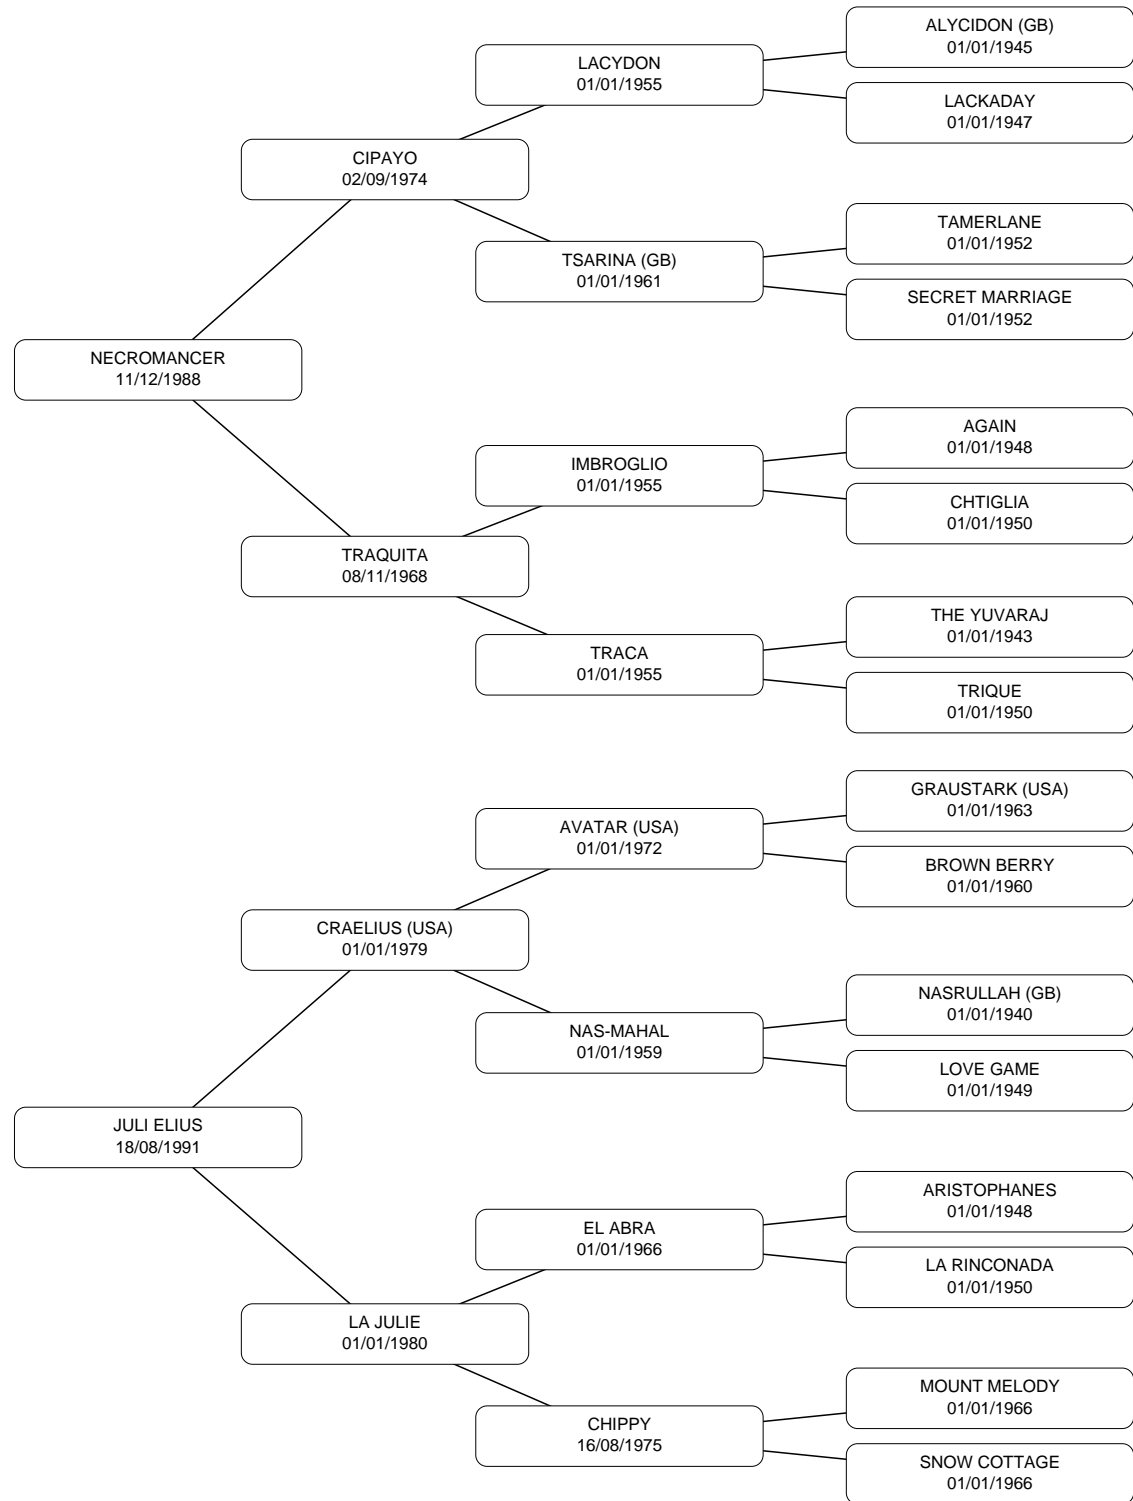 ALYCIDON (GB)
01/01/1945
LACYDON
01/01/1955
LACKADAY
01/01/1947
CIPAYO
02/09/1974
TAMERLANE
01/01/1952
TSARINA (GB)
01/01/1961
SECRET MARRIAGE
01/01/1952
NECROMANCER
11/12/1988
AGAIN
01/01/1948
IMBROGLIO
01/01/1955
CHTIGLIA
01/01/1950
TRAQUITA
08/11/1968
THE YUVARAJ
01/01/1943
TRACA
01/01/1955
TRIQUE
01/01/1950
GRAUSTARK (USA)
01/01/1963
AVATAR (USA)
01/01/1972
BROWN BERRY
01/01/1960
CRAELIUS (USA)
01/01/1979
NASRULLAH (GB)
01/01/1940
NAS-MAHAL
01/01/1959
LOVE GAME
01/01/1949
JULI ELIUS
18/08/1991
ARISTOPHANES
01/01/1948
EL ABRA
01/01/1966
LA RINCONADA
01/01/1950
LA JULIE
01/01/1980
MOUNT MELODY
01/01/1966
CHIPPY
16/08/1975
SNOW COTTAGE
01/01/1966